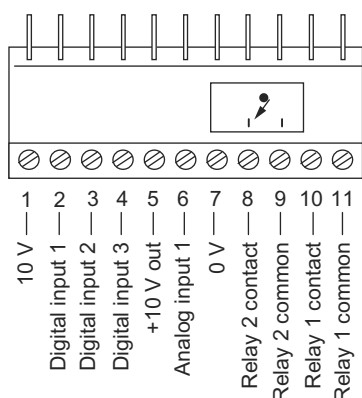 1 2 3 4 5 6 7 8 9 10 11
10 V
Digital input 1
Digital input 2
Digital input 3
+10 V out
Analog input 1
0 V
Relay 2 contact
Relay 2 common
Relay 1 contact
Relay 1 common